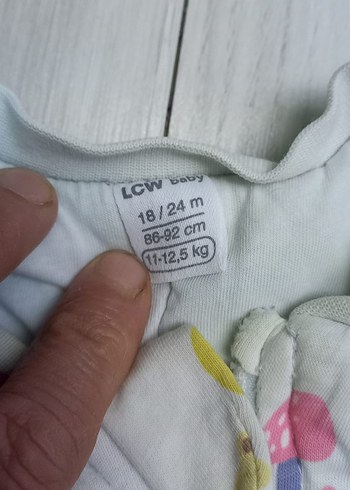 LCW baby
18 / 24 m
86-92 cm
11-12,5 kg